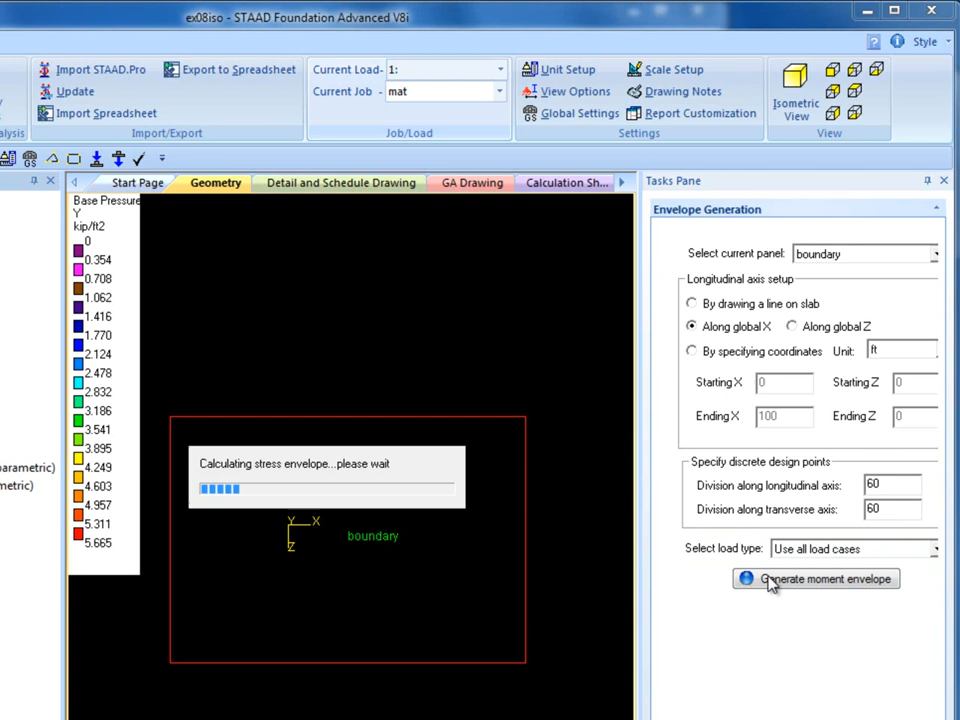 ex08iso - STAAD Foundation Advanced V8i
Style
Import STAAD.Pro
Export to Spreadsheet
Current Load-
1:
Unit Setup
Scale Setup
Update
Current Job -
mat
View Options
Drawing Notes
Isometric View
Import Spreadsheet
Global Settings
Report Customization
alysis
Import/Export
Job/Load
Settings
View
Start Page
Geometry
Detail and Schedule Drawing
GA Drawing
Calculation Sh...
Tasks Pane
Base Pressure
Y
kip/ft2
0
0.354
0.708
1.062
1.416
1.770
2.124
2.478
2.832
3.186
3.541
3.895
4.249
4.603
4.957
5.311
5.665
arametric)
metric)
Calculating stress envelope...please wait
Y X
Z
boundary
Envelope Generation
Select current panel: boundary
Longitudinal axis setup
By drawing a line on slab
Along global X
Along global Z
By specifying coordinates
Unit: ft
Starting X 0
Starting Z 0
Ending X 100
Ending Z 0
Specify discrete design points
Division along longitudinal axis: 60
Division along transverse axis: 60
Select load type: Use all load cases
Generate moment envelope